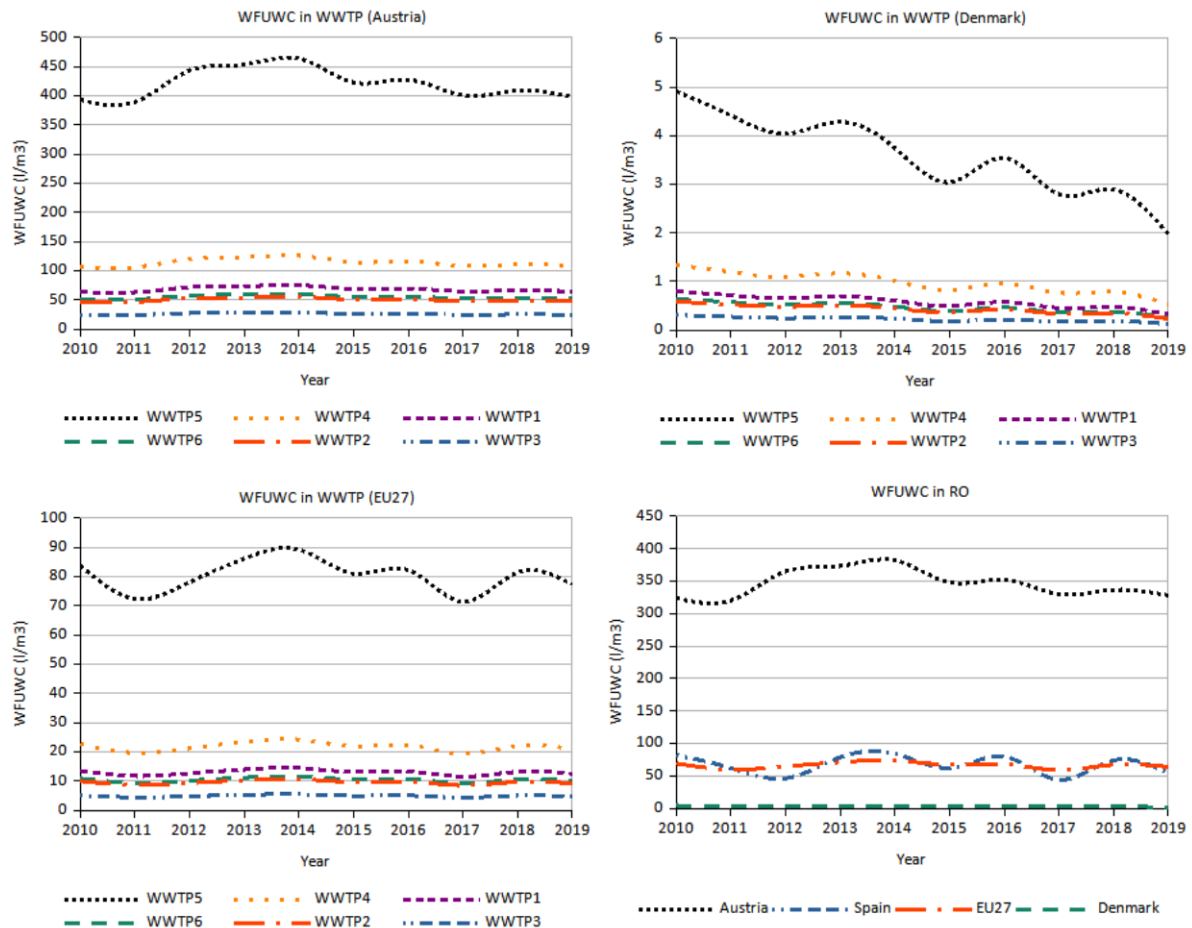 WFUWC in WWTP (Austria)
500
450
400
350
300
250
200
150
100
50
0
WFUWC (l/m3)
2010 2011 2012 2013 2014 2015 2016 2017 2018 2019
Year
WWTP5 WWTP4 WWTP1
WWTP6 WWTP2 WWTP3
WFUWC in WWTP (Denmark)
6
5
4
3
2
1
0
WFUWC (l/m3)
2010 2011 2012 2013 2014 2015 2016 2017 2018 2019
Year
WWTP5 WWTP4 WWTP1
WWTP6 WWTP2 WWTP3
WFUWC in WWTP (EU27)
100
90
80
70
60
50
40
30
20
10
0
WFUWC (l/m3)
2010 2011 2012 2013 2014 2015 2016 2017 2018 2019
Year
WWTP5 WWTP4 WWTP1
WWTP6 WWTP2 WWTP3
WFUWC in RO
450
400
350
300
250
200
150
100
50
0
WFUWC (l/m3)
2010 2011 2012 2013 2014 2015 2016 2017 2018 2019
Year
Austria Spain EU27 Denmark